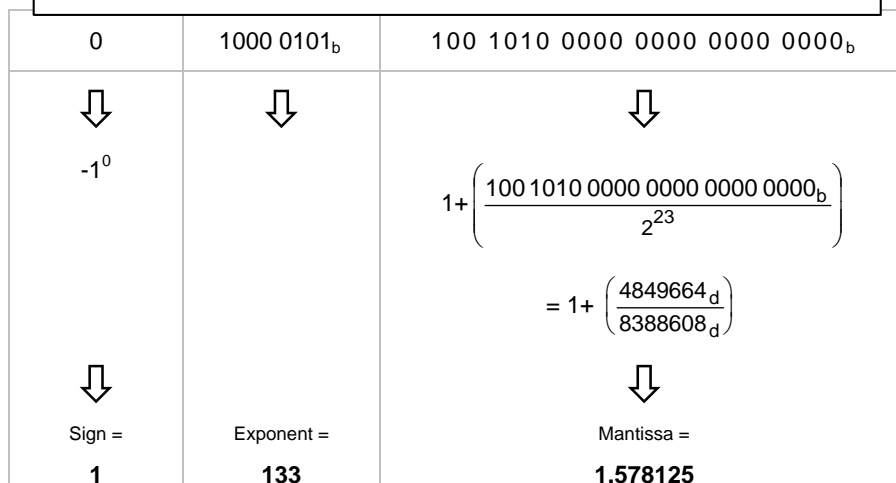 0 1000 0101b 100 1010 0000 0000 0000 0000b
-1^0
1+(100 1010 0000 0000 0000 0000b / 2^23)
= 1+ (4849664d / 8388608d)
Sign = Exponent = Mantissa =
1 133 1.578125